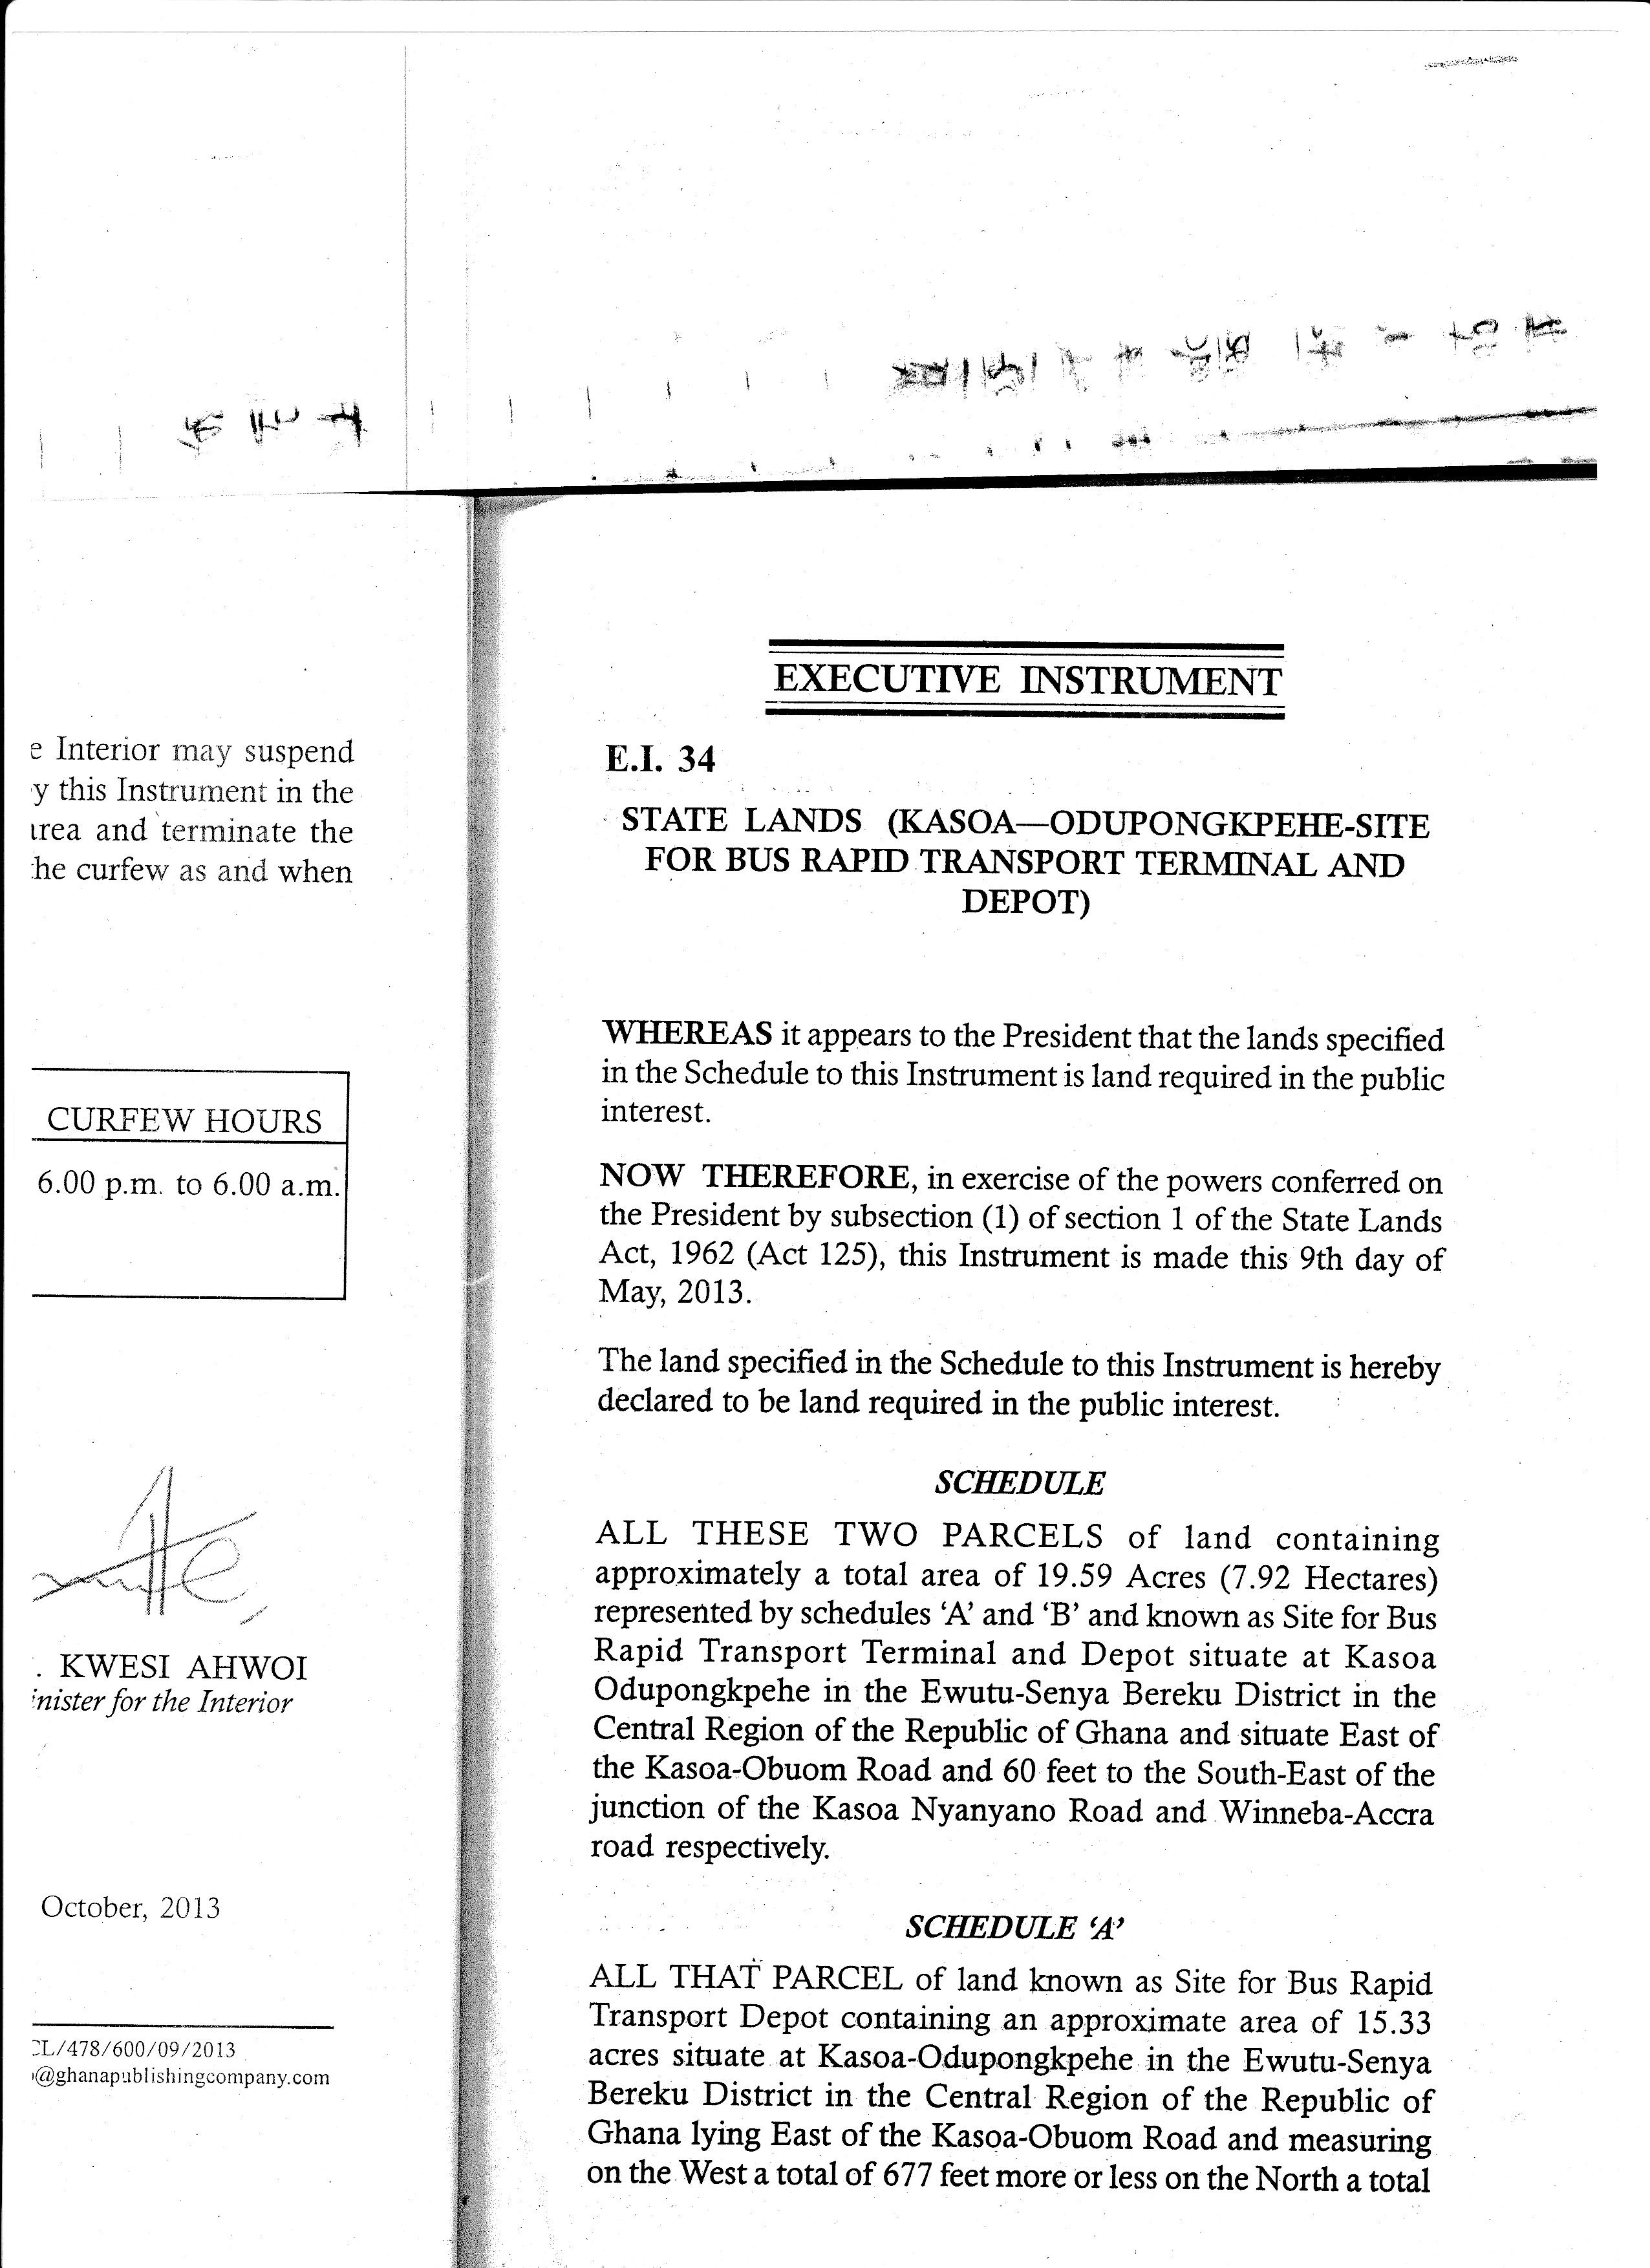 e Interior may suspend
y this Instrument in the
area and terminate the
he curfew as and when
CURFEW HOURS
6.00 p.m. to 6.00 a.m.
. KWESI AHWOI
inister for the Interior
October, 2013
CL/478/600/09/2013
@ghanapublishingcompany.com
EXECUTIVE INSTRUMENT
E.I. 34
STATE LANDS (KASOA—ODUPONGKPEHE-SITE
FOR BUS RAPID TRANSPORT TERMINAL AND
DEPOT)
WHEREAS it appears to the President that the lands specified
in the Schedule to this Instrument is land required in the public
interest.
NOW THEREFORE, in exercise of the powers conferred on
the President by subsection (1) of section 1 of the State Lands
Act, 1962 (Act 125), this Instrument is made this 9th day of
May, 2013.
The land specified in the Schedule to this Instrument is hereby
declared to be land required in the public interest.
SCHEDULE
ALL THESE TWO PARCELS of land containing
approximately a total area of 19.59 Acres (7.92 Hectares)
represented by schedules ‘A’ and ‘B’ and known as Site for Bus
Rapid Transport Terminal and Depot situate at Kasoa
Odupongkpehe in the Ewutu-Senya Bereku District in the
Central Region of the Republic of Ghana and situate East of
the Kasoa-Obuom Road and 60 feet to the South-East of the
junction of the Kasoa Nyanyano Road and Winneba-Accra
road respectively.
SCHEDULE ‘A’
ALL THAT PARCEL of land known as Site for Bus Rapid
Transport Depot containing an approximate area of 15.33
acres situate at Kasoa-Odupongkpehe in the Ewutu-Senya
Bereku District in the Central Region of the Republic of
Ghana lying East of the Kasoa-Obuom Road and measuring
on the West a total of 677 feet more or less on the North a total